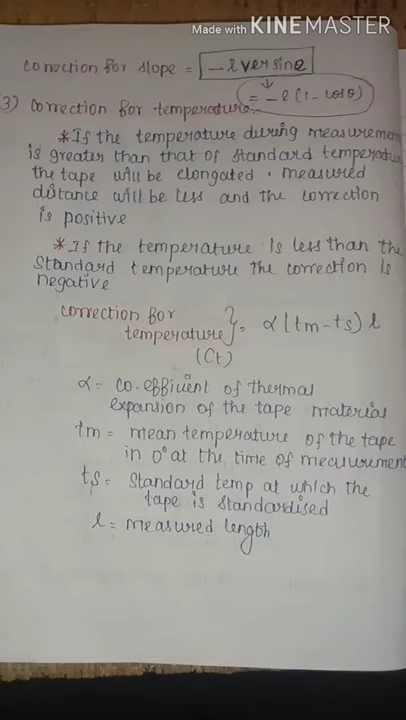 Made with KINEMASTER
conection for slope = -l versine
= -l (1- cosθ)
3) correction for temperature.
*If the temperature during measuremen
is greater than that of standard temperatu
the tape will be elongated. measured
distance will be less and the correction
is positive
*If the temperature is less than the
standard temperature the correction is
negative
correction for
temperature } = α (tm-ts) l
(Ct)
α = co-efficient of thermal
expansion of the tape material
tm = mean temperature of the tape
in 0° at the time of measurement
ts = standard temp at which the
tape is standardised
l = measured length